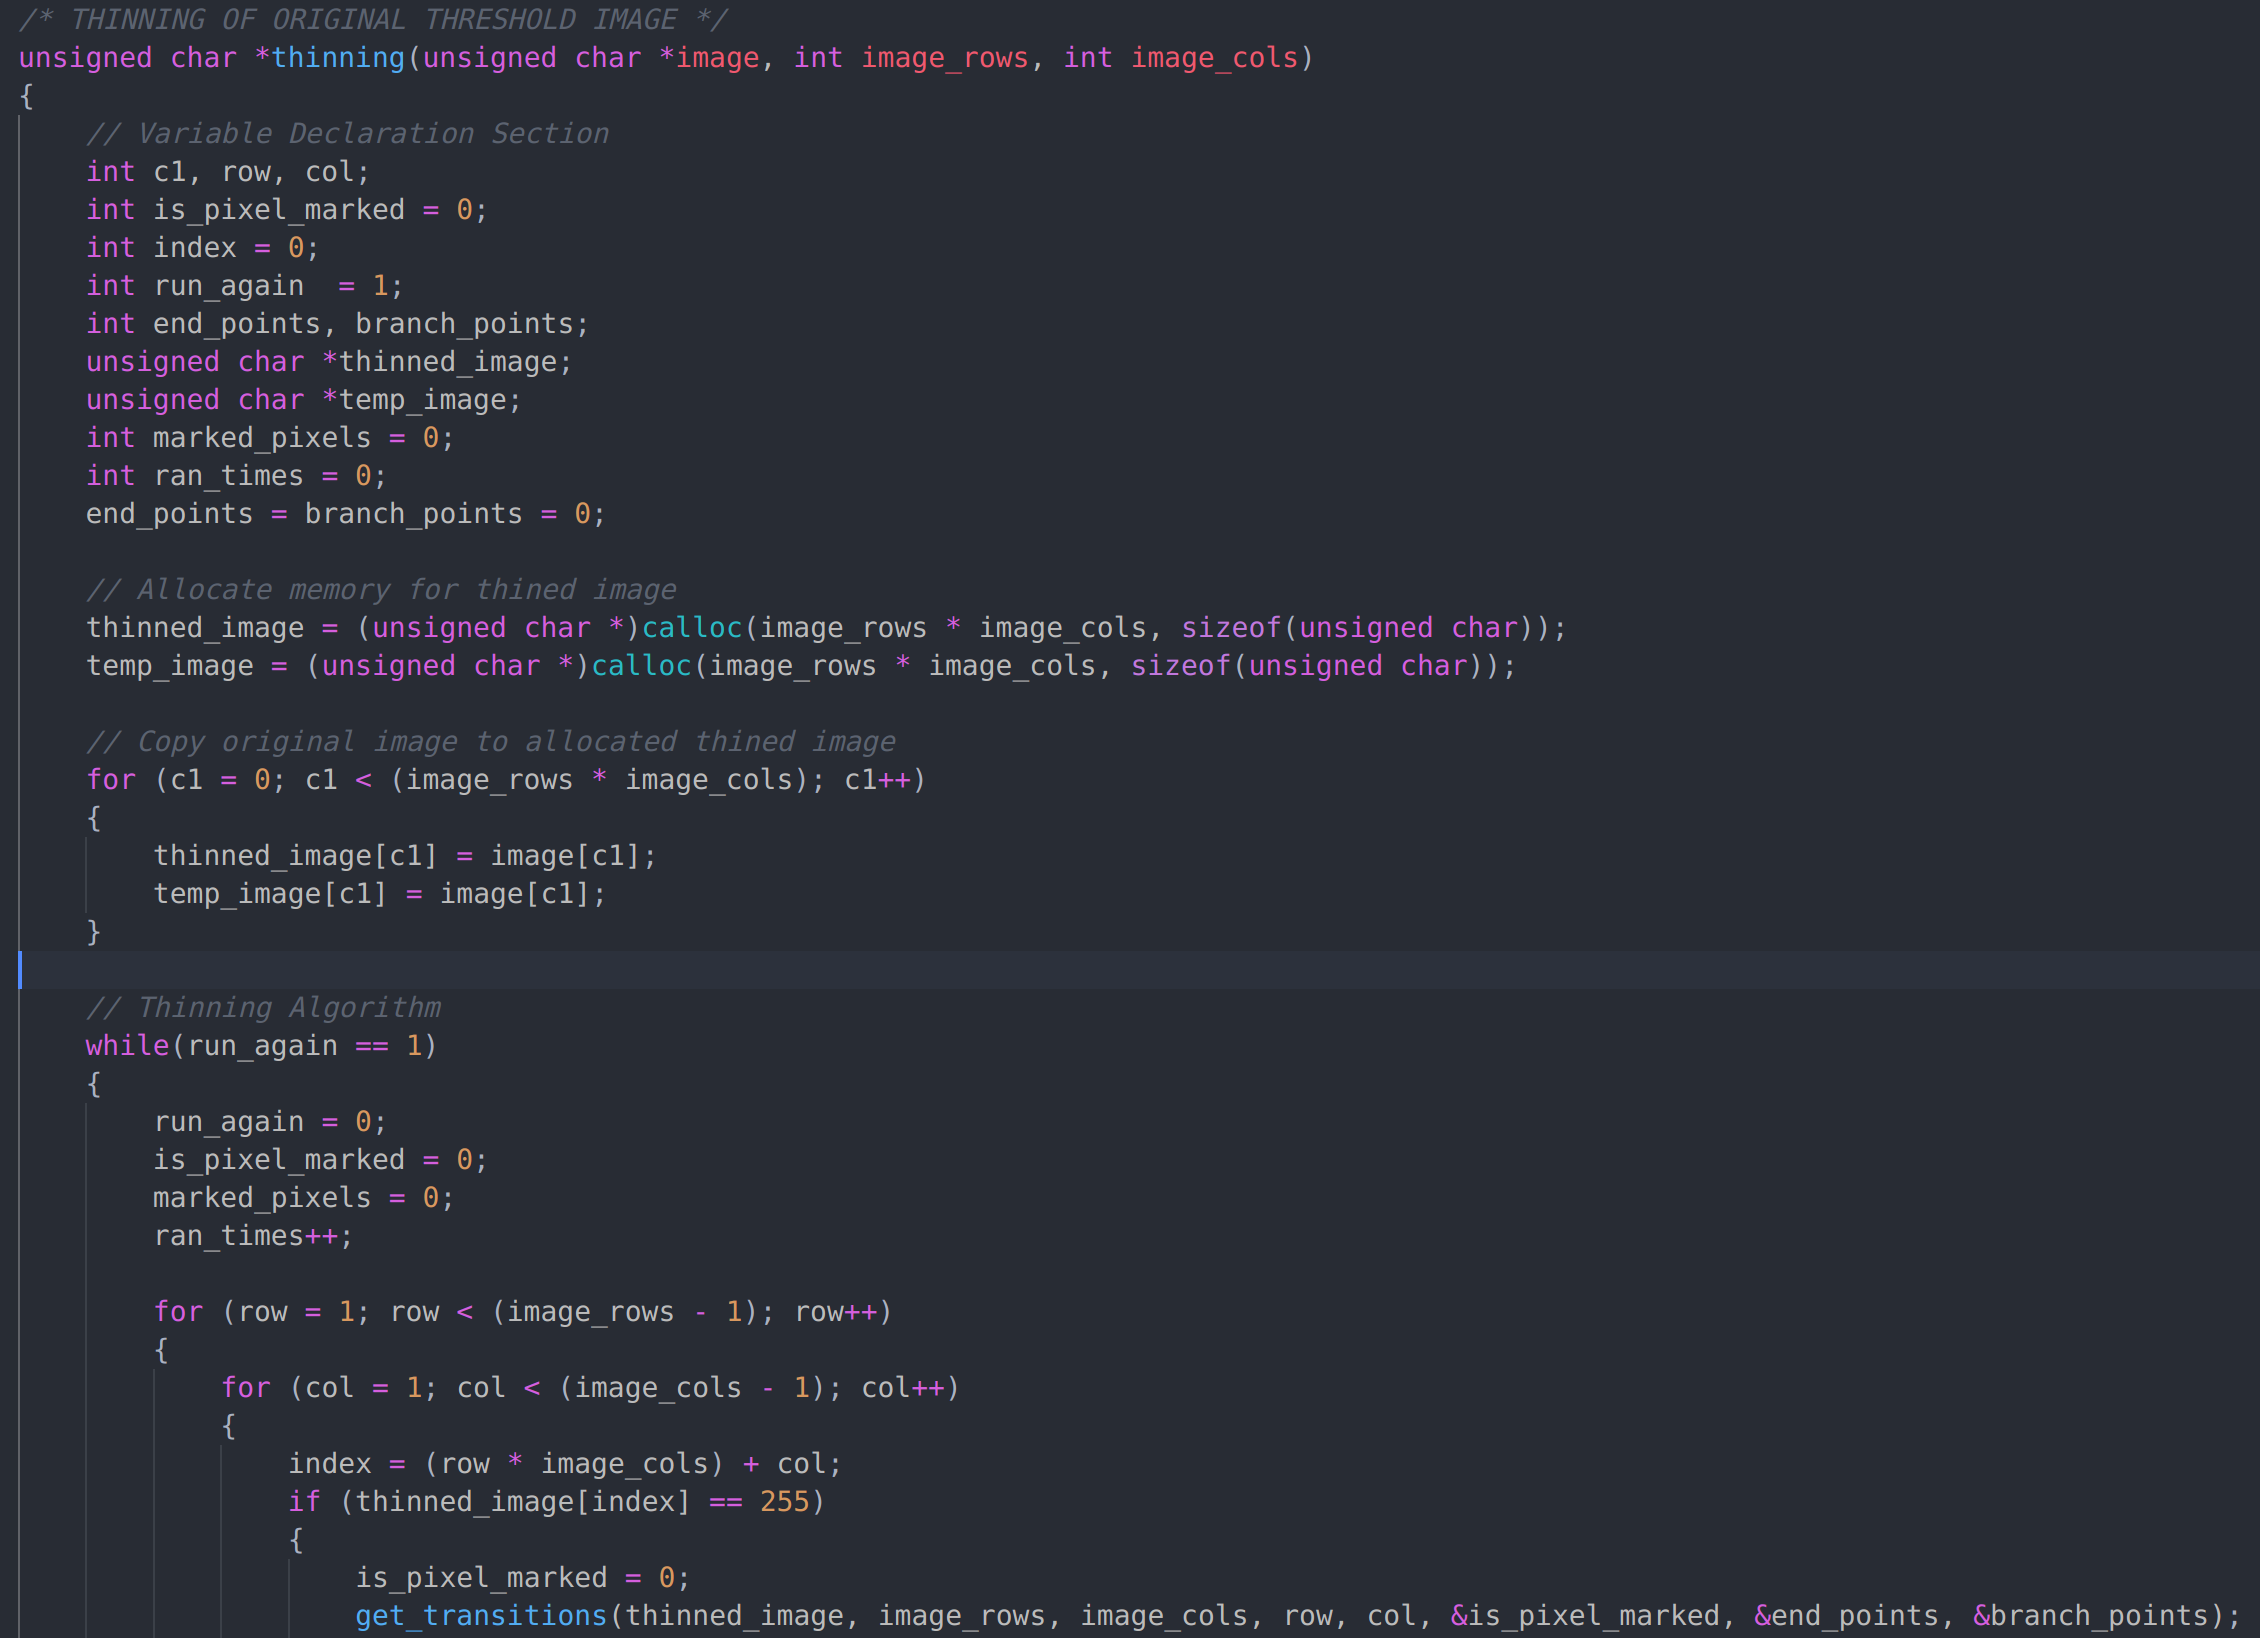 /* THINNING OF ORIGINAL THRESHOLD IMAGE */
unsigned char *thinning(unsigned char *image, int image_rows, int image_cols)
{
    // Variable Declaration Section
    int c1, row, col;
    int is_pixel_marked = 0;
    int index = 0;
    int run_again  = 1;
    int end_points, branch_points;
    unsigned char *thinned_image;
    unsigned char *temp_image;
    int marked_pixels = 0;
    int ran_times = 0;
    end_points = branch_points = 0;

    // Allocate memory for thined image
    thinned_image = (unsigned char *)calloc(image_rows * image_cols, sizeof(unsigned char));
    temp_image = (unsigned char *)calloc(image_rows * image_cols, sizeof(unsigned char));

    // Copy original image to allocated thined image
    for (c1 = 0; c1 < (image_rows * image_cols); c1++)
    {
        thinned_image[c1] = image[c1];
        temp_image[c1] = image[c1];
    }

    // Thinning Algorithm
    while(run_again == 1)
    {
        run_again = 0;
        is_pixel_marked = 0;
        marked_pixels = 0;
        ran_times++;

        for (row = 1; row < (image_rows - 1); row++)
        {
            for (col = 1; col < (image_cols - 1); col++)
            {
                index = (row * image_cols) + col;
                if (thinned_image[index] == 255)
                {
                    is_pixel_marked = 0;
                    get_transitions(thinned_image, image_rows, image_cols, row, col, &is_pixel_marked, &end_points, &branch_points);